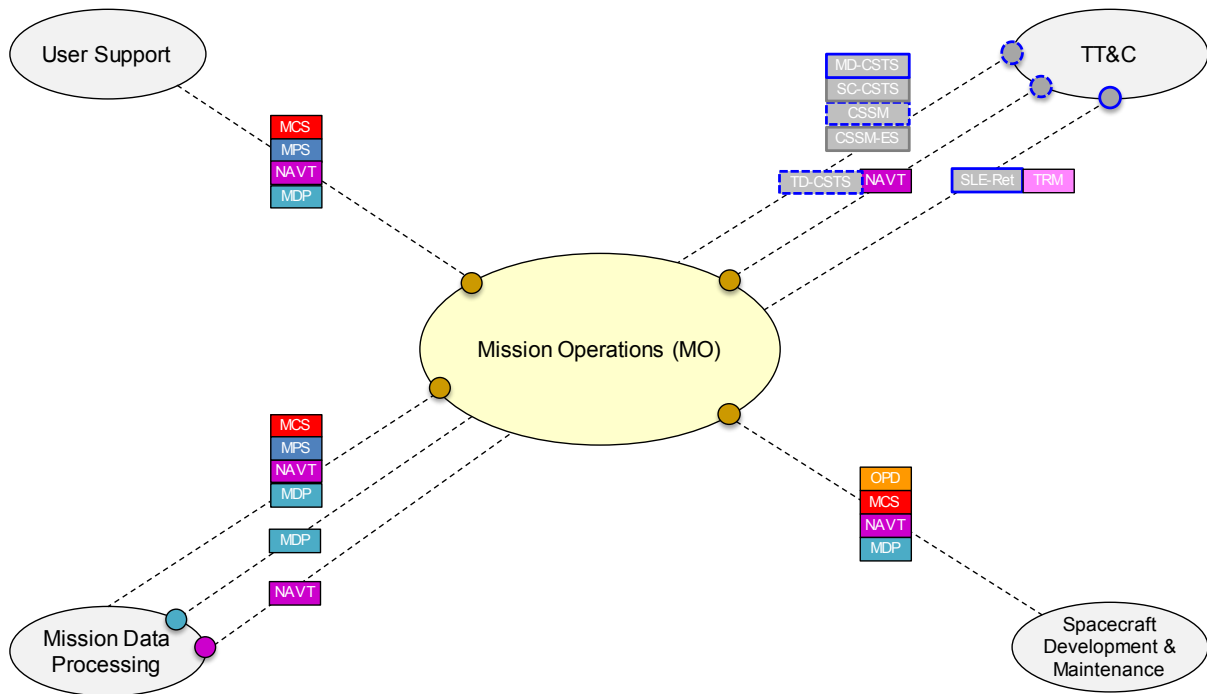 User Support
TT&C
MD-CSTS
SC-CSTS
CSSM
CSSM-ES
MCS
MPS
NAVT
MDP
TD-CSTS
NAVT
SLE-Ret
TRM
Mission Operations (MO)
MCS
MPS
NAVT
MDP
MDP
NAVT
OPD
MCS
NAVT
MDP
Mission Data
Processing
Spacecraft
Development &
Maintenance